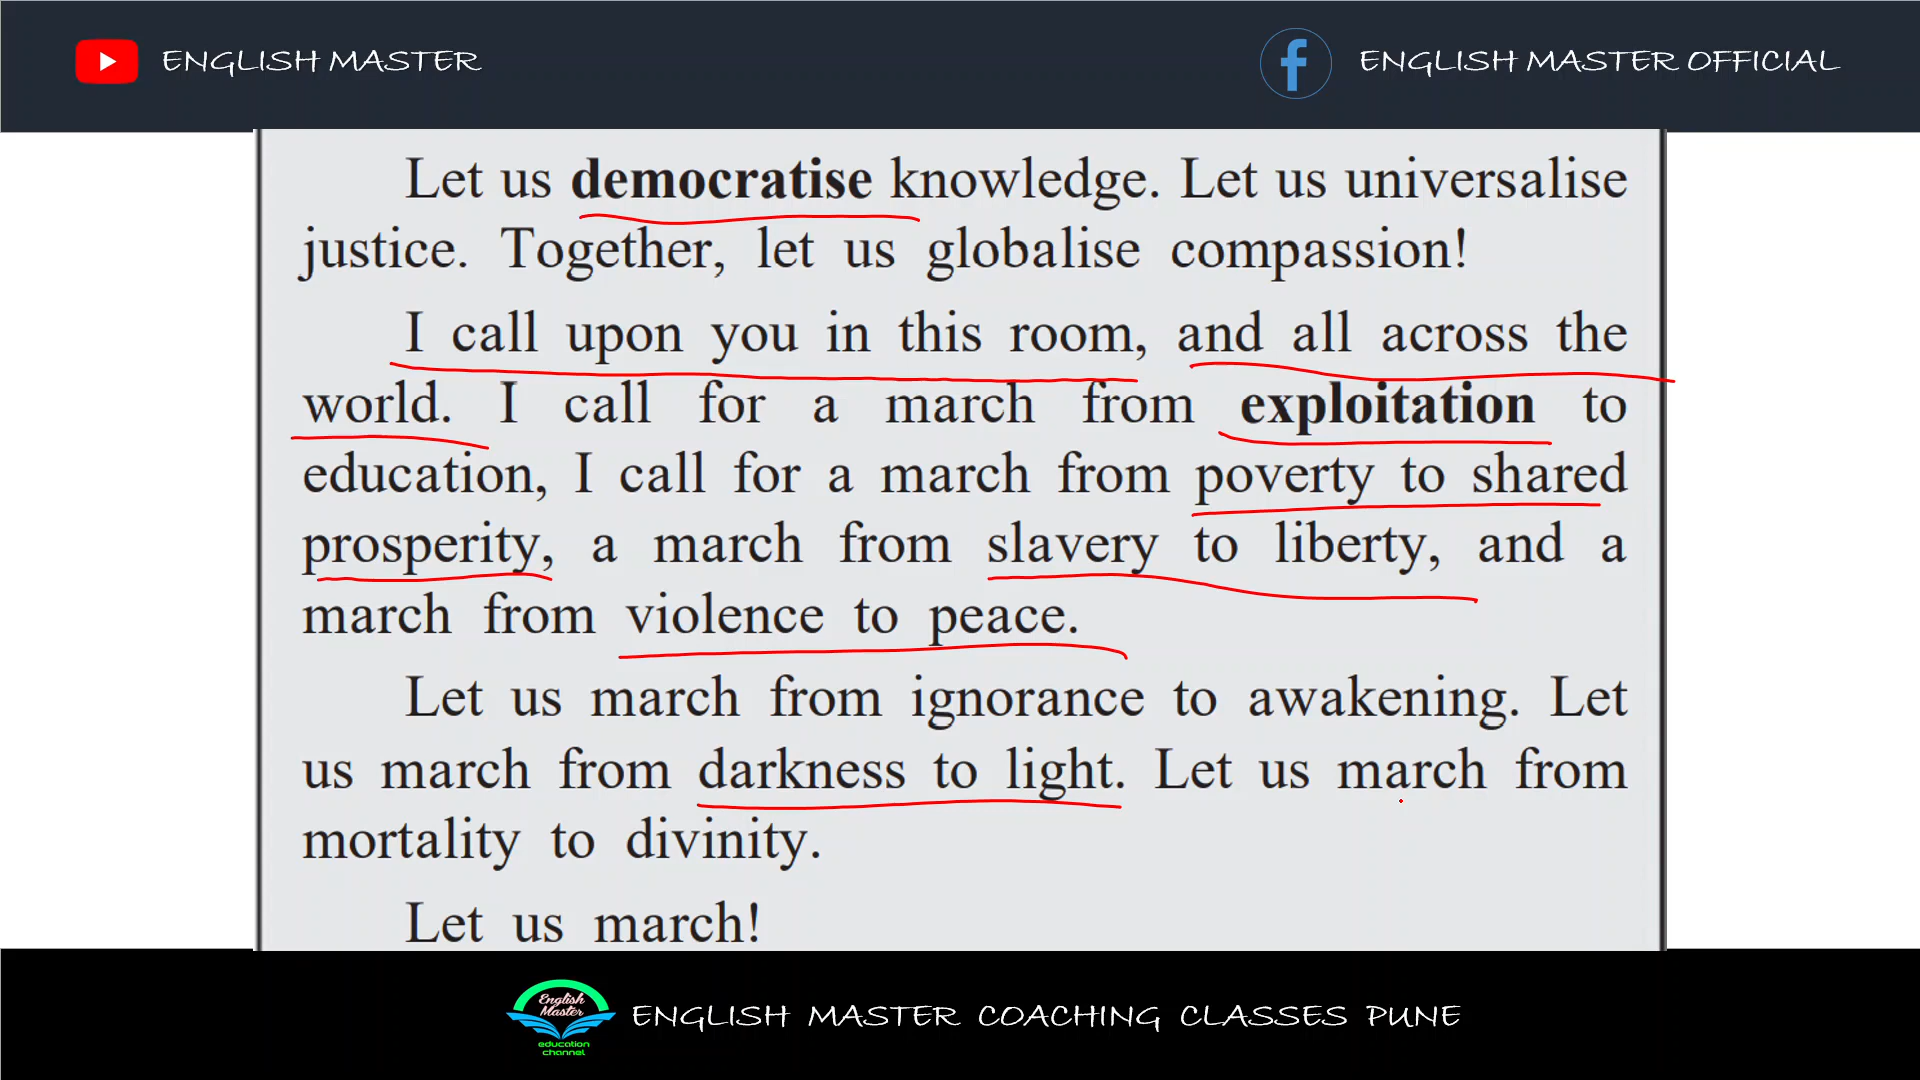 ENGLISH MASTER
ENGLISH MASTER OFFICIAL
Let us democratise knowledge. Let us universalise
justice. Together, let us globalise compassion!
I call upon you in this room, and all across the
world. I call for a march from exploitation to
education, I call for a march from poverty to shared
prosperity, a march from slavery to liberty, and a
march from violence to peace.
Let us march from ignorance to awakening. Let
us march from darkness to light. Let us march from
mortality to divinity.
Let us march!
English
Master
education
channel
ENGLISH MASTER COACHING CLASSES PUNE